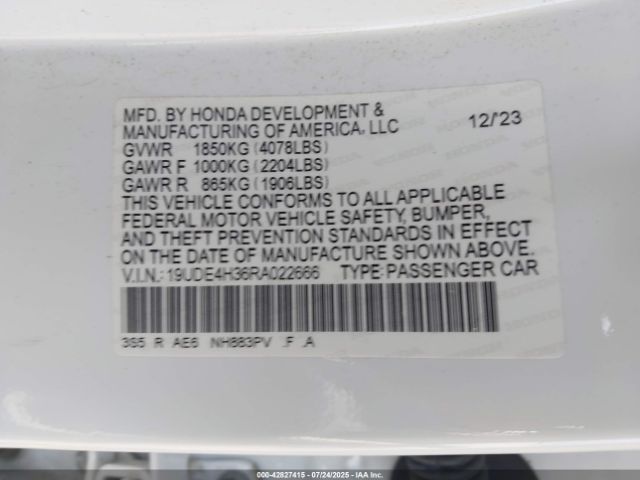 MFD. BY HONDA DEVELOPMENT &
MANUFACTURING OF AMERICA, LLC 12/23
GVWR 1850KG (4078LBS)
GAWR F 1000KG (2204LBS)
GAWR R 865KG (1906LBS)
THIS VEHICLE CONFORMS TO ALL APPLICABLE
FEDERAL MOTOR VEHICLE SAFETY, BUMPER,
AND THEFT PREVENTION STANDARDS IN EFFECT
ON THE DATE OF MANUFACTURE SHOWN ABOVE.
V.I.N.: 19UDE4H36RA022666 TYPE: PASSENGER CAR
3S5 R AE6 NH883PV .F .A
000-42827415 - 07/24/2025 - IAAI, Inc.